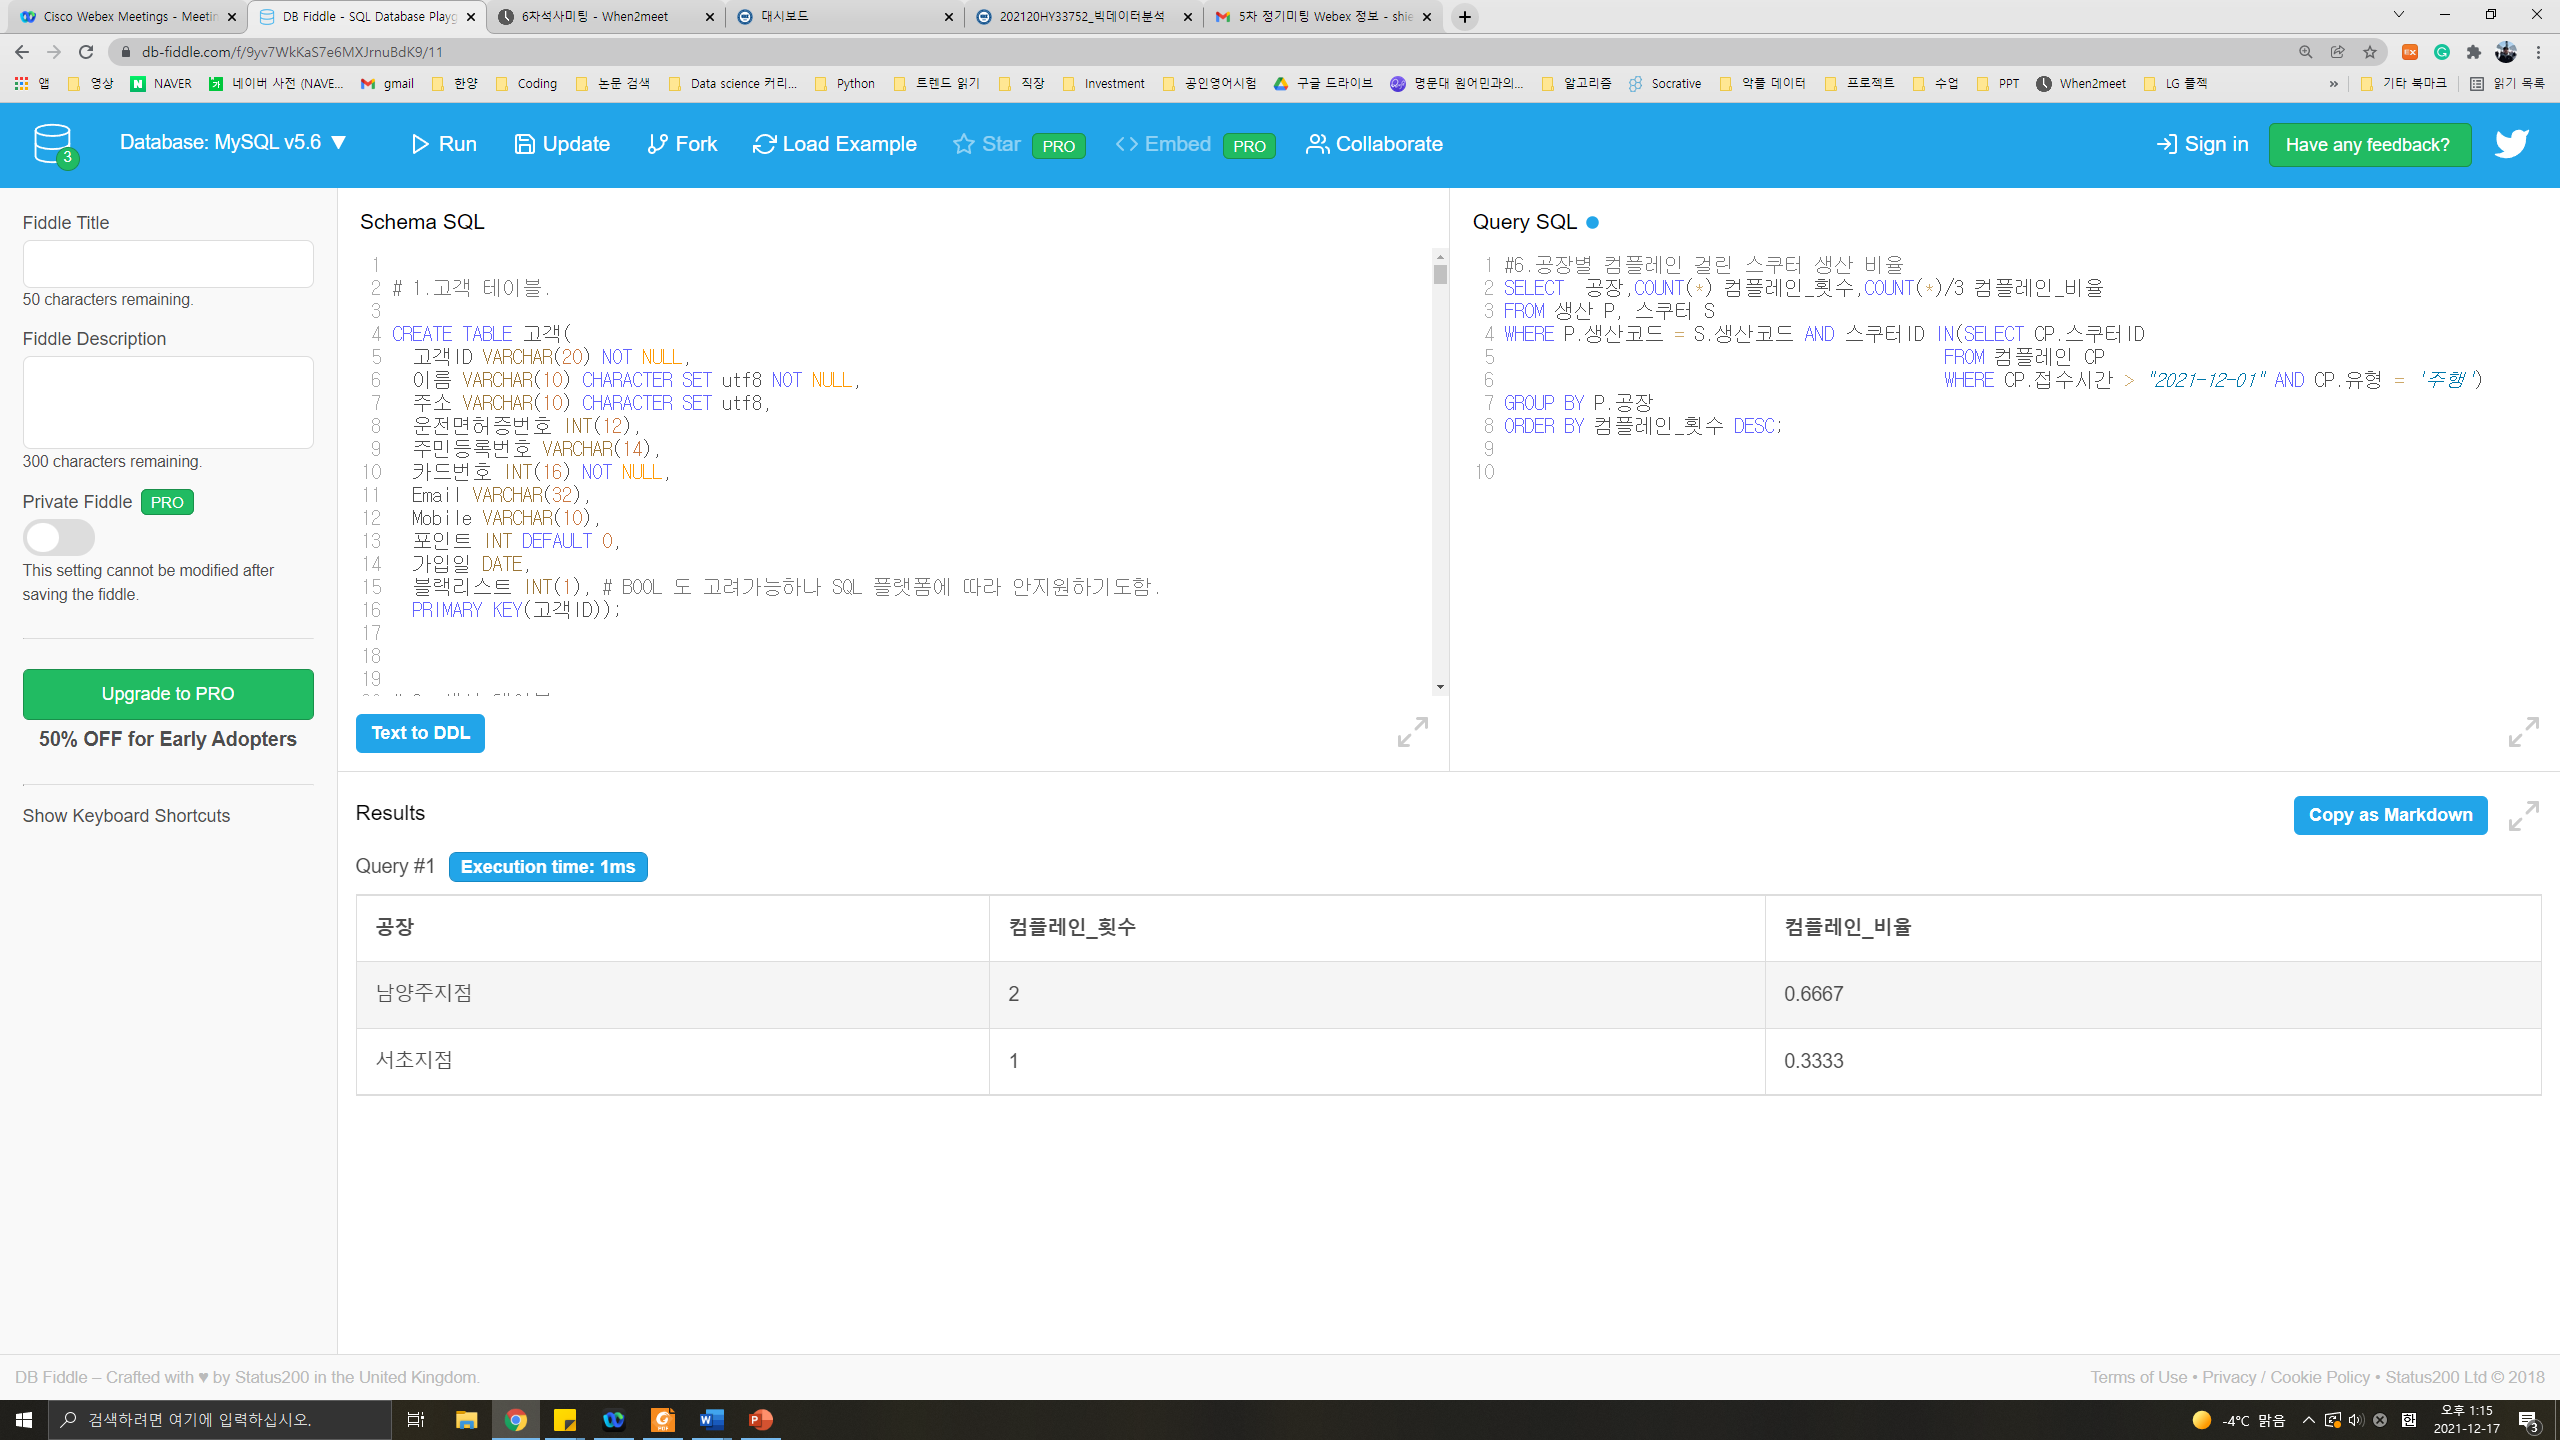 Cisco Webex Meetings - Meetin
DB Fiddle - SQL Database Playg
6차석사미팅 - When2meet
대시보드
202120HY33752_빅데이터분석
5차 정기미팅 Webex 정보 - shie
db-fiddle.com/f/9yv7WkKaS7e6MXJrnuBdK9/11
앱 영상 NAVER 네이버 사전 (NAVE... gmail 한양 Coding 논문 검색 Data science 커리... Python 트렌드 읽기 직장 Investment 공인영어시험 구글 드라이브 명문대 원어민과의... 알고리즘 Socrative 악플 데이터 프로젝트 수업 PPT When2meet LG 플젝 » 기타 북마크 읽기 목록
3
Database: MySQL v5.6 ▼ Run Update Fork Load Example Star PRO Embed PRO Collaborate Sign in Have any feedback?
Fiddle Title
50 characters remaining.
Fiddle Description
300 characters remaining.
Private Fiddle PRO
This setting cannot be modified after
saving the fiddle.
Upgrade to PRO
50% OFF for Early Adopters
Show Keyboard Shortcuts
Schema SQL
1
2 # 1.고객 테이블.
3
4 CREATE TABLE 고객(
5 고객ID VARCHAR(20) NOT NULL,
6 이름 VARCHAR(10) CHARACTER SET utf8 NOT NULL,
7 주소 VARCHAR(10) CHARACTER SET utf8,
8 운전면허증번호 INT(12),
9 주민등록번호 VARCHAR(14),
10 카드번호 INT(16) NOT NULL,
11 Email VARCHAR(32),
12 Mobile VARCHAR(10),
13 포인트 INT DEFAULT 0,
14 가입일 DATE,
15 블랙리스트 INT(1), # BOOL 도 고려가능하나 SQL 플랫폼에 따라 안지원하기도함.
16 PRIMARY KEY(고객ID));
17
18
19
Text to DDL
Query SQL
1 #6.공장별 컴플레인 걸린 스쿠터 생산 비율
2 SELECT 공장,COUNT(*) 컴플레인_횟수,COUNT(*)/3 컴플레인_비율
3 FROM 생산 P, 스쿠터 S
4 WHERE P.생산코드 = S.생산코드 AND 스쿠터ID IN(SELECT CP.스쿠터ID
5 FROM 컴플레인 CP
6 WHERE CP.접수시간 > "2021-12-01" AND CP.유형 = '주행')
7 GROUP BY P.공장
8 ORDER BY 컴플레인_횟수 DESC;
9
10
Results
Copy as Markdown
Query #1 Execution time: 1ms
공장 컴플레인_횟수 컴플레인_비율
남양주지점 2 0.6667
서초지점 1 0.3333
DB Fiddle – Crafted with ♥ by Status200 in the United Kingdom.
Terms of Use • Privacy / Cookie Policy • Status200 Ltd © 2018
검색하려면 여기에 입력하십시오.
-4°C 맑음
한
오후 1:15
2021-12-17
3